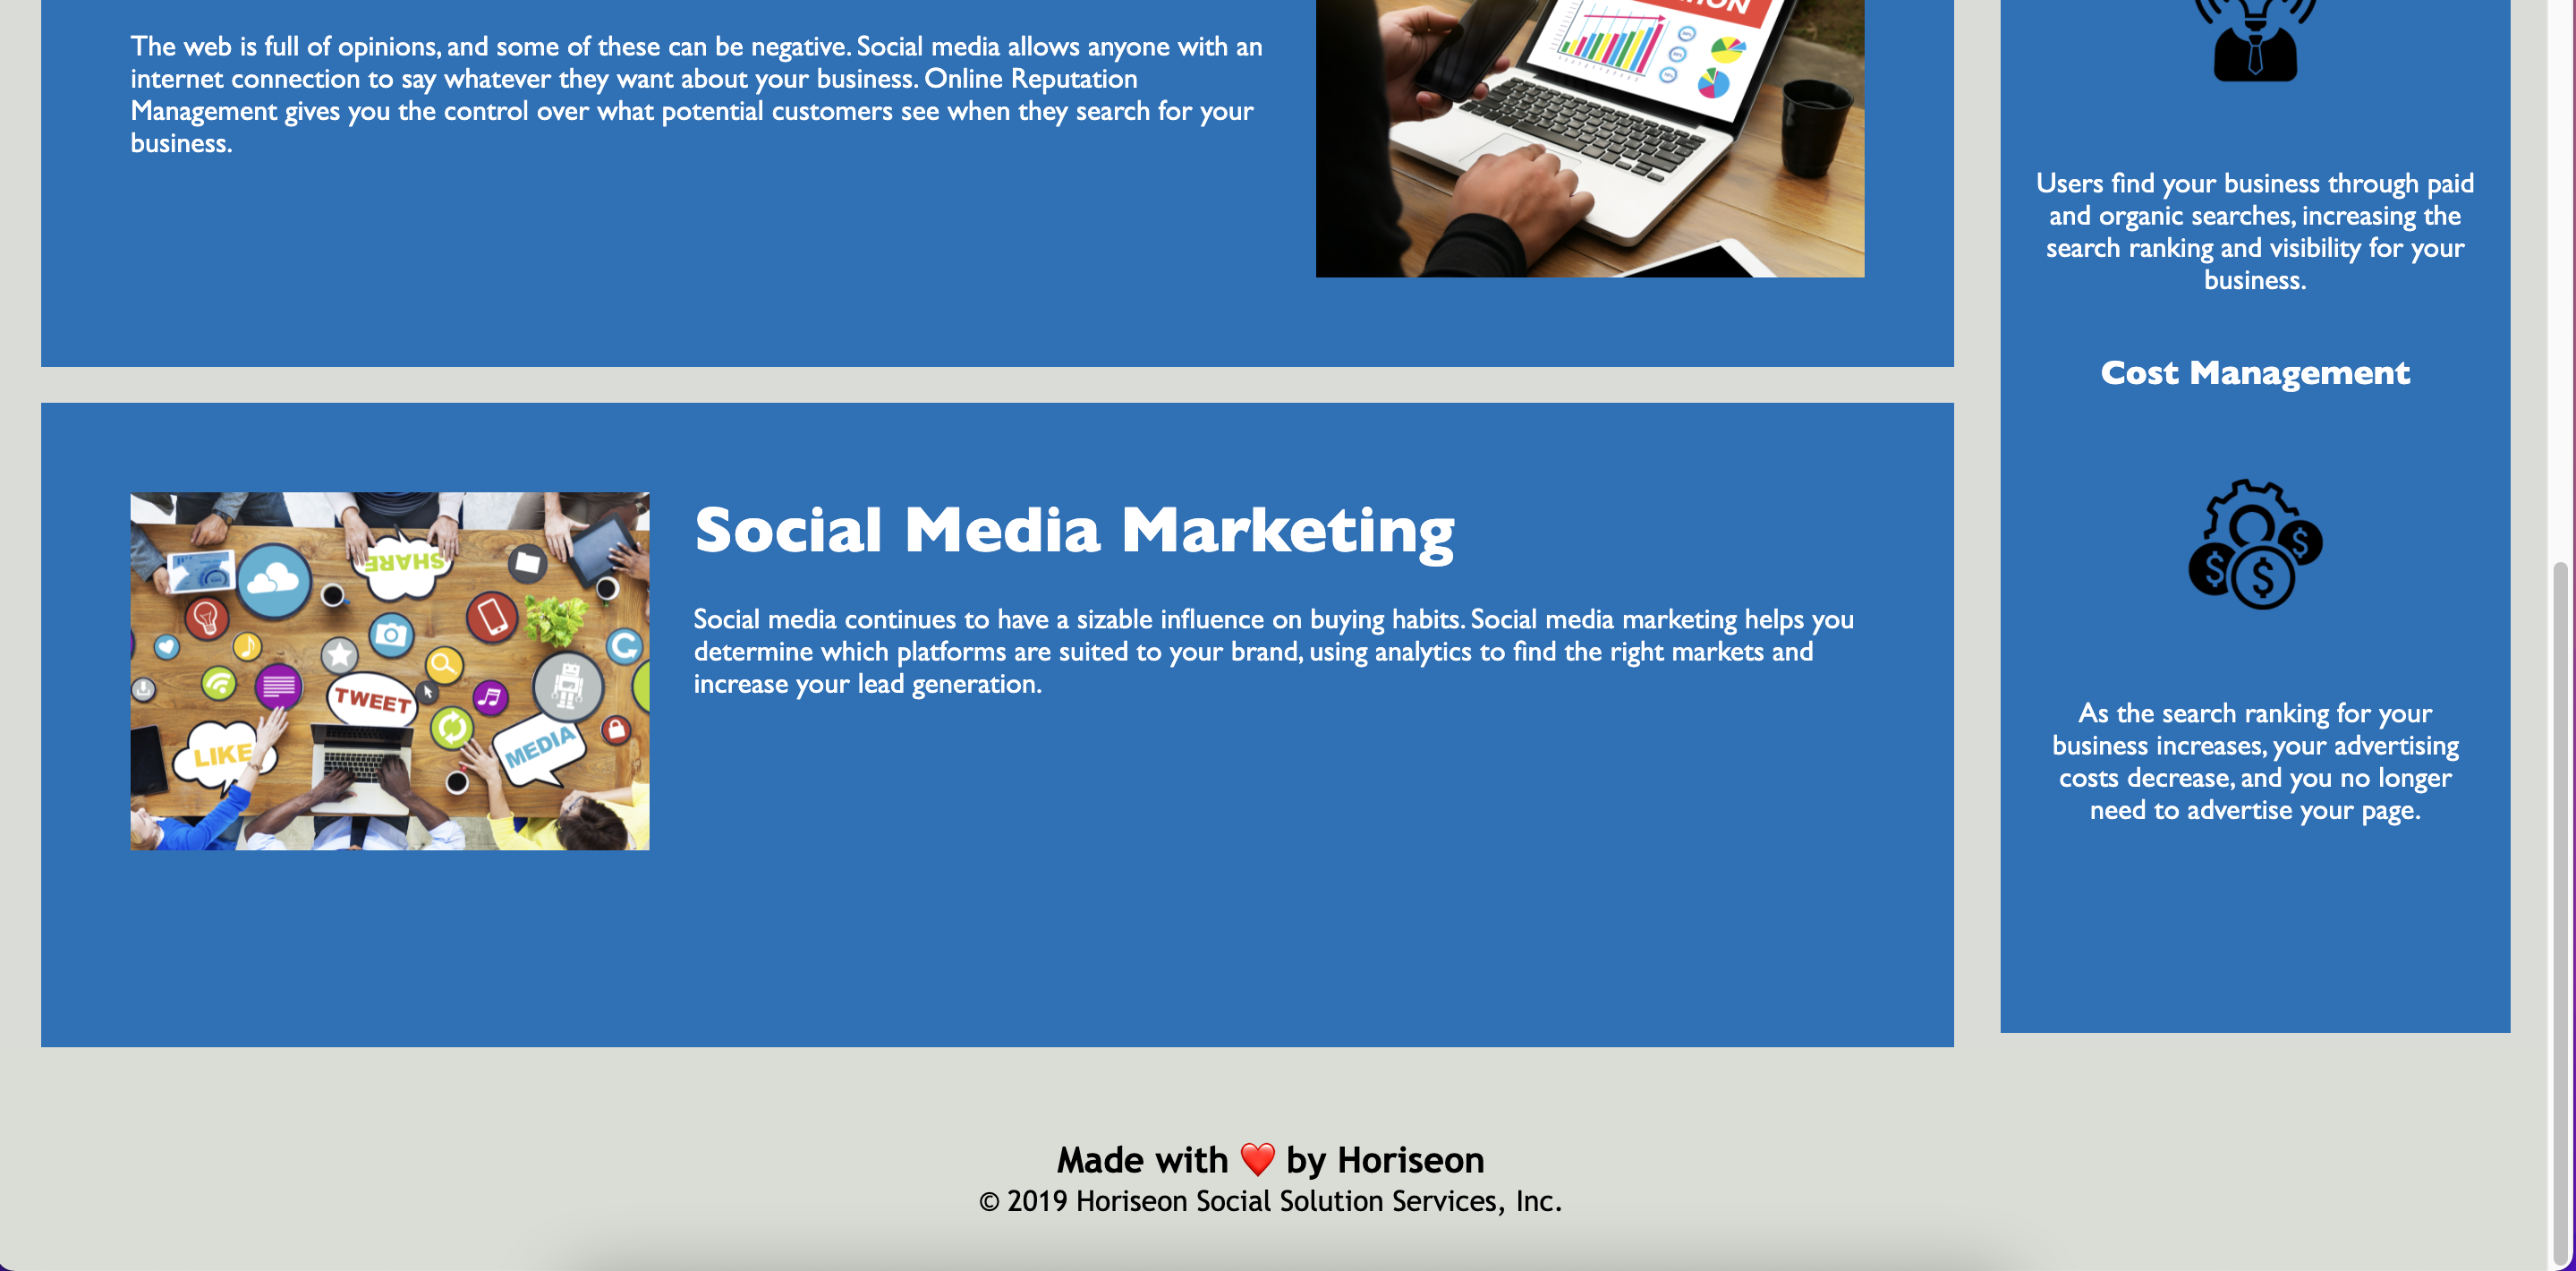 The web is full of opinions, and some of these can be negative. Social media allows anyone with an
internet connection to say whatever they want about your business. Online Reputation
Management gives you the control over what potential customers see when they search for your
business.
Users find your business through paid
and organic searches, increasing the
search ranking and visibility for your
business.
Cost Management
$ $ $
SHARE
TWEET
LIKE
MEDIA
Social Media Marketing
Social media continues to have a sizable influence on buying habits. Social media marketing helps you
determine which platforms are suited to your brand, using analytics to find the right markets and
increase your lead generation.
As the search ranking for your
business increases, your advertising
costs decrease, and you no longer
need to advertise your page.
Made with ❤️ by Horiseon
© 2019 Horiseon Social Solution Services, Inc.